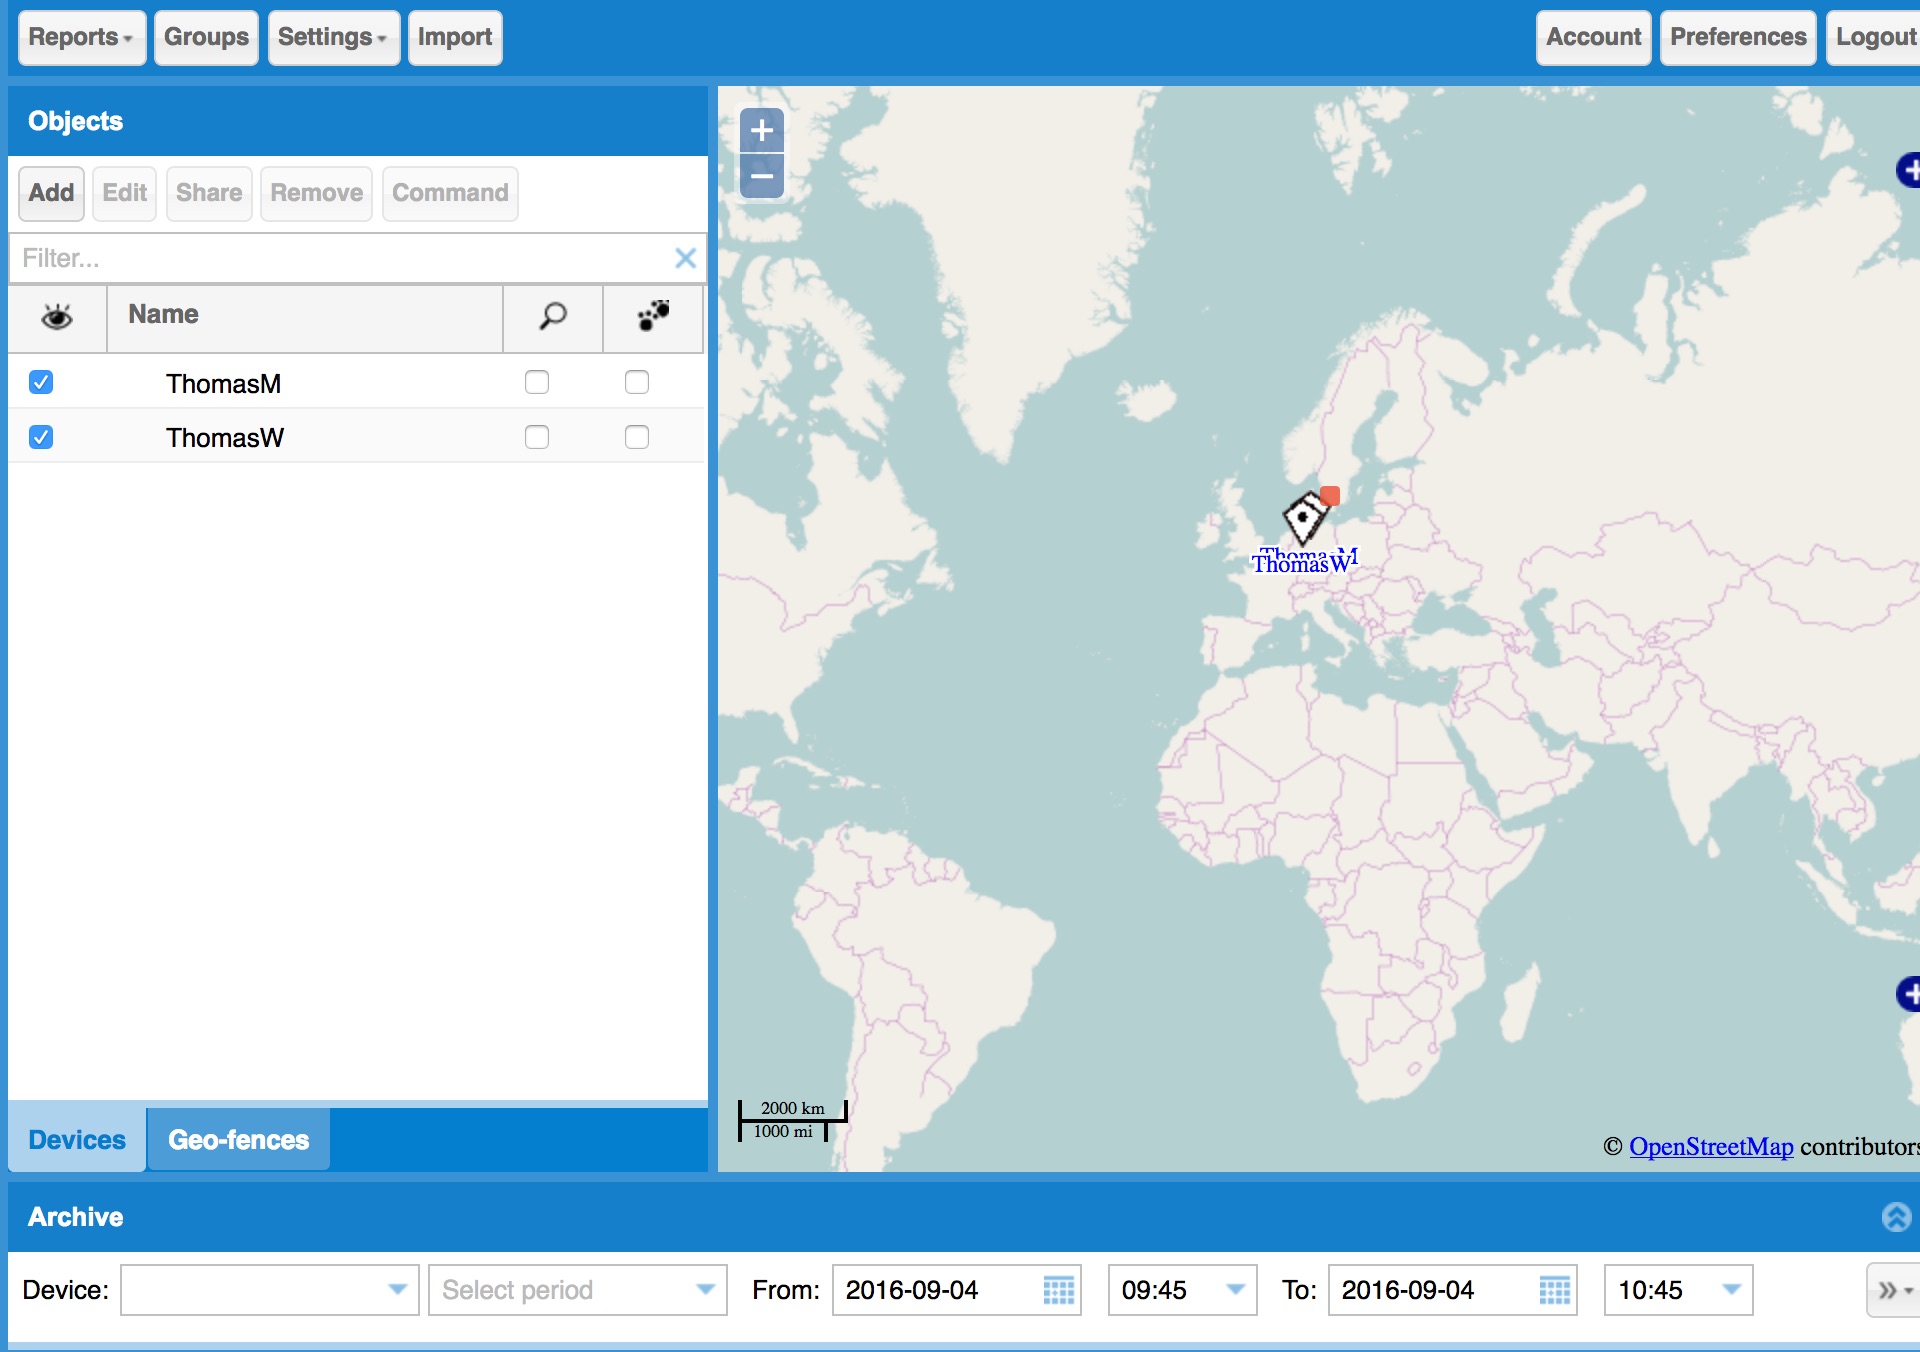 Reports Groups Settings Import Account Preferences Logout
Objects
Add Edit Share Remove Command
Filter...
Name
ThomasM
ThomasW
+
−
ThomasM
ThomasW
2000 km
1000 mi
© OpenStreetMap contributors
Devices Geo-fences
Archive
Device: Select period From: 2016-09-04 09:45 To: 2016-09-04 10:45